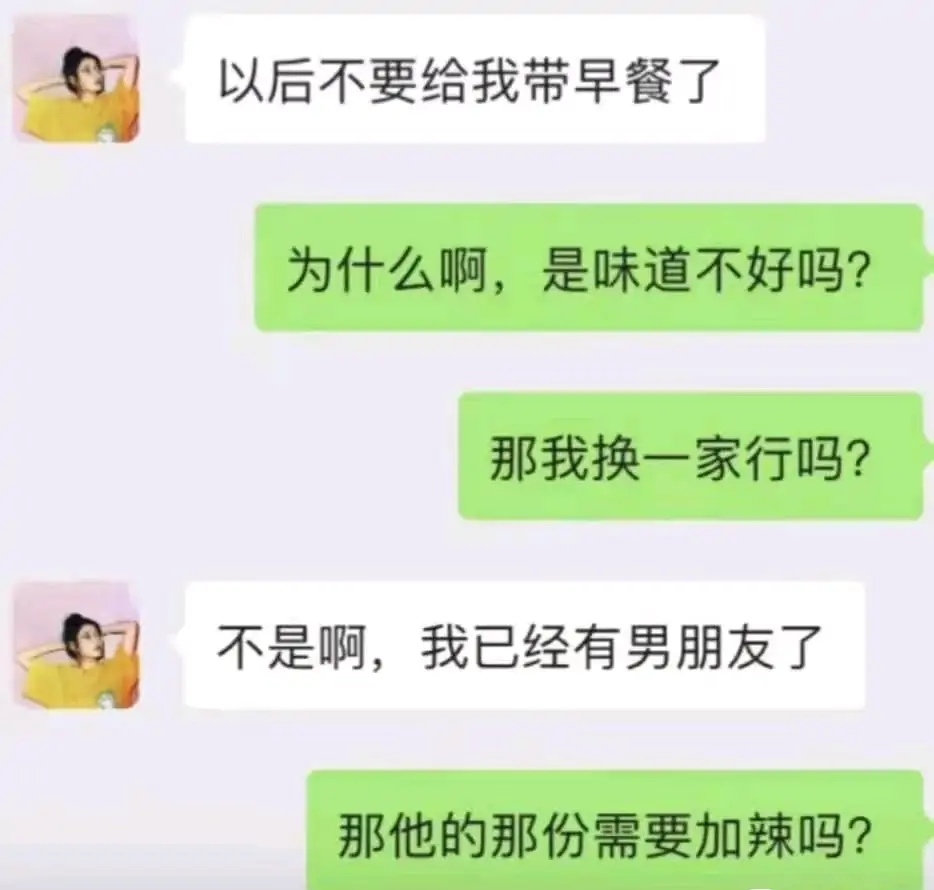 以后不要给我带早餐了
为什么啊，是味道不好吗？
那我换一家行吗？
不是啊，我已经有男朋友了
那他的那份需要加辣吗？